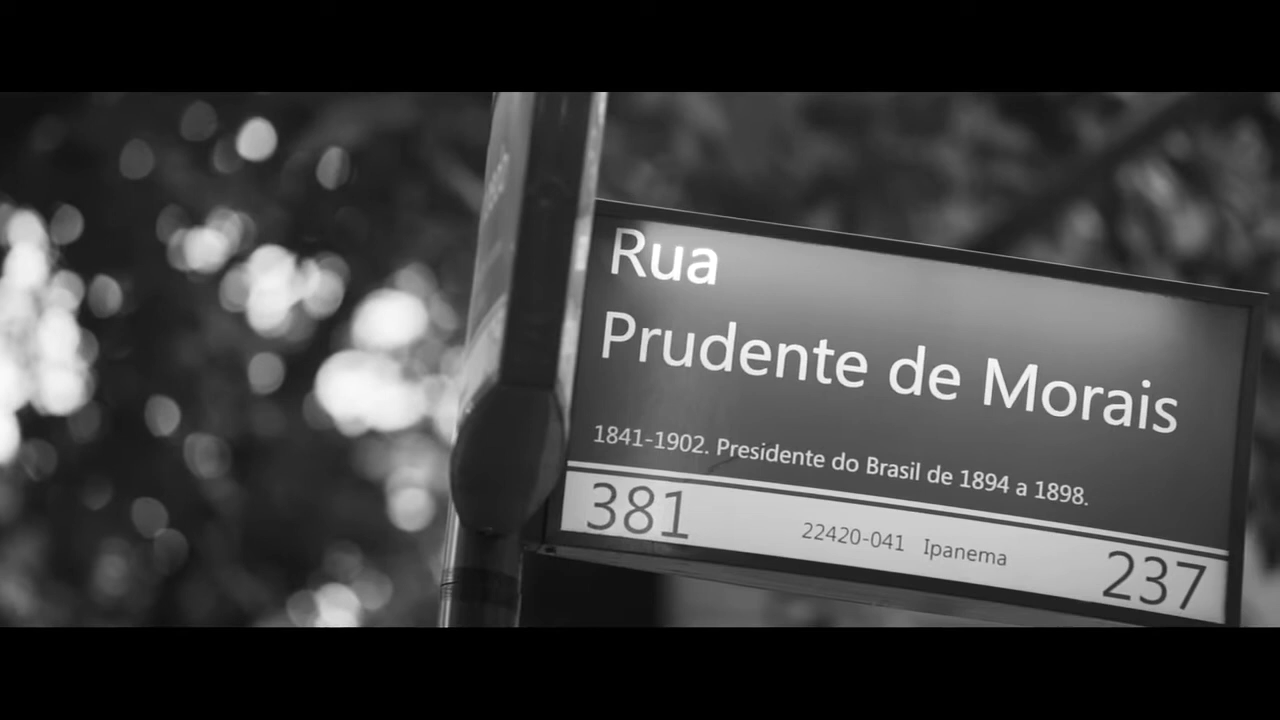 Rua
Prudente de Morais
1841-1902. Presidente do Brasil de 1894 a 1898.
381 22420-041 Ipanema 237